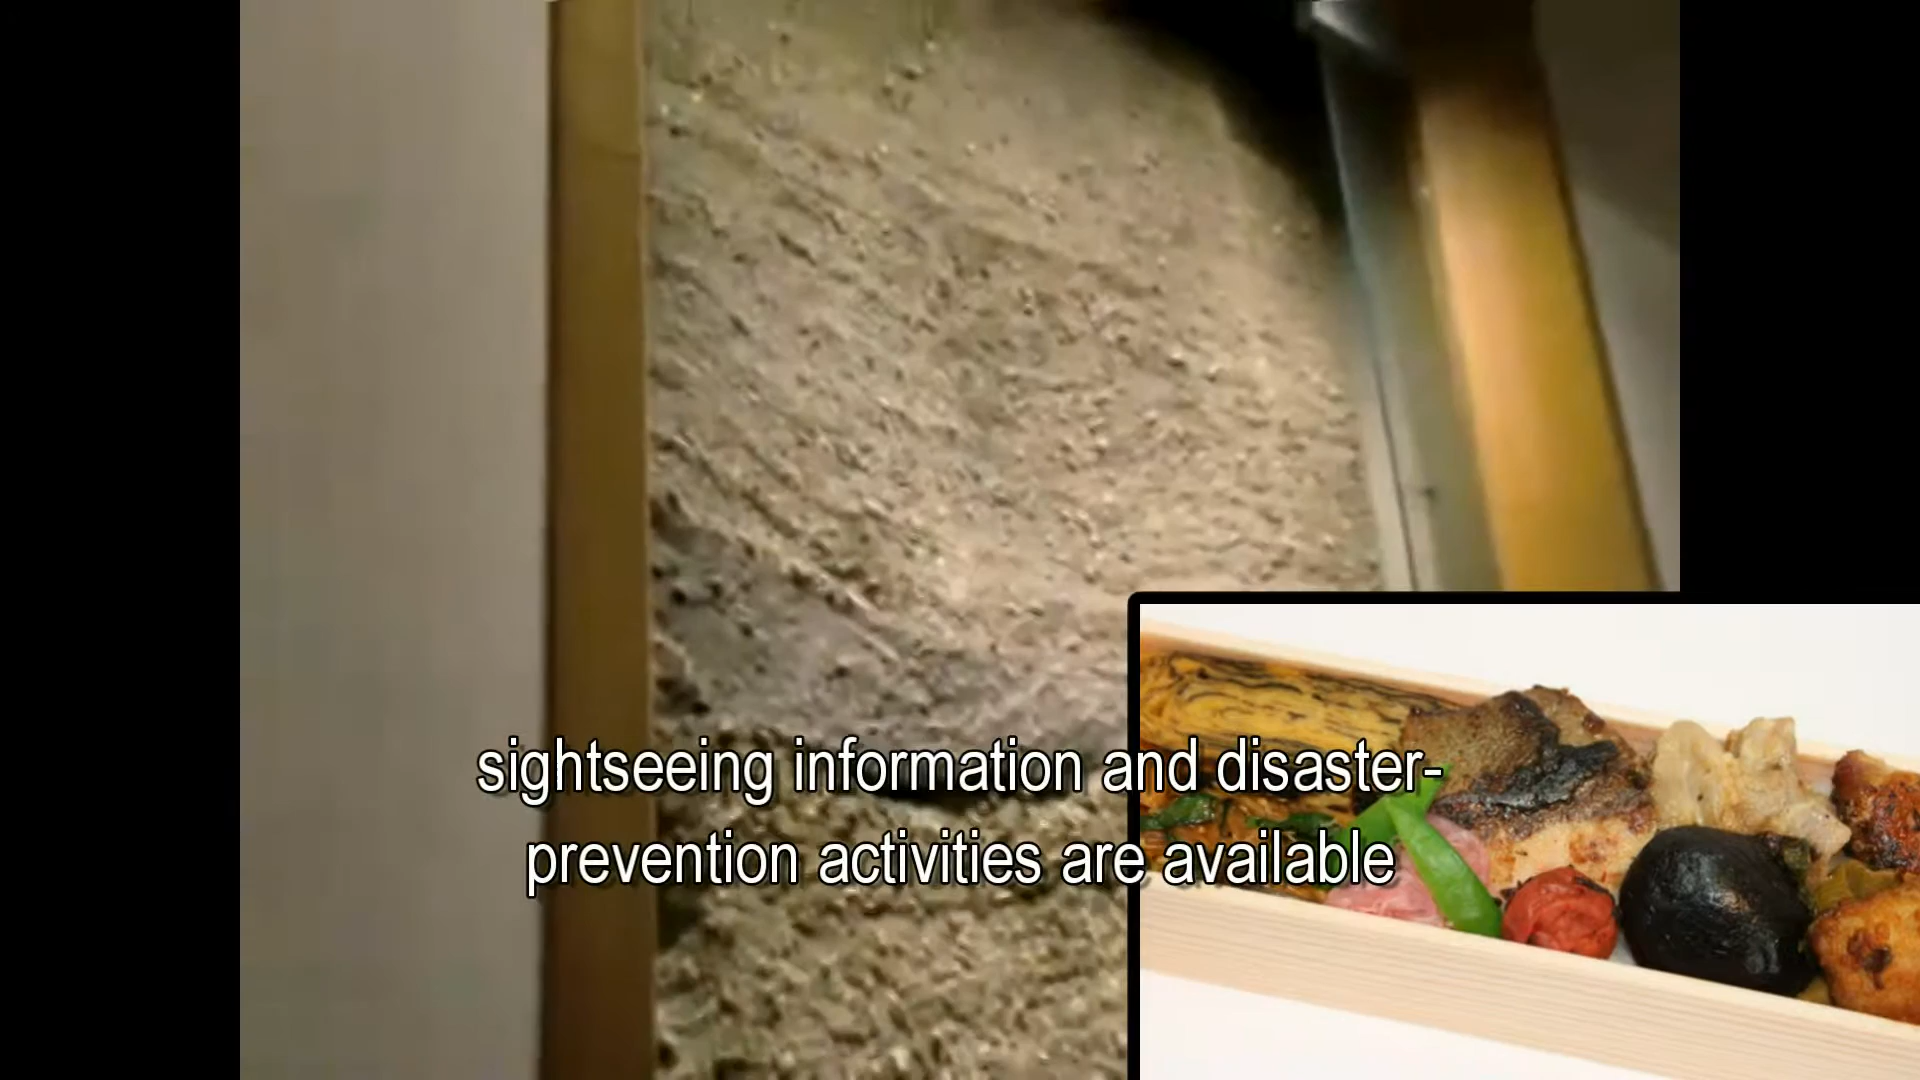 sightseeing information and disaster-
prevention activities are available